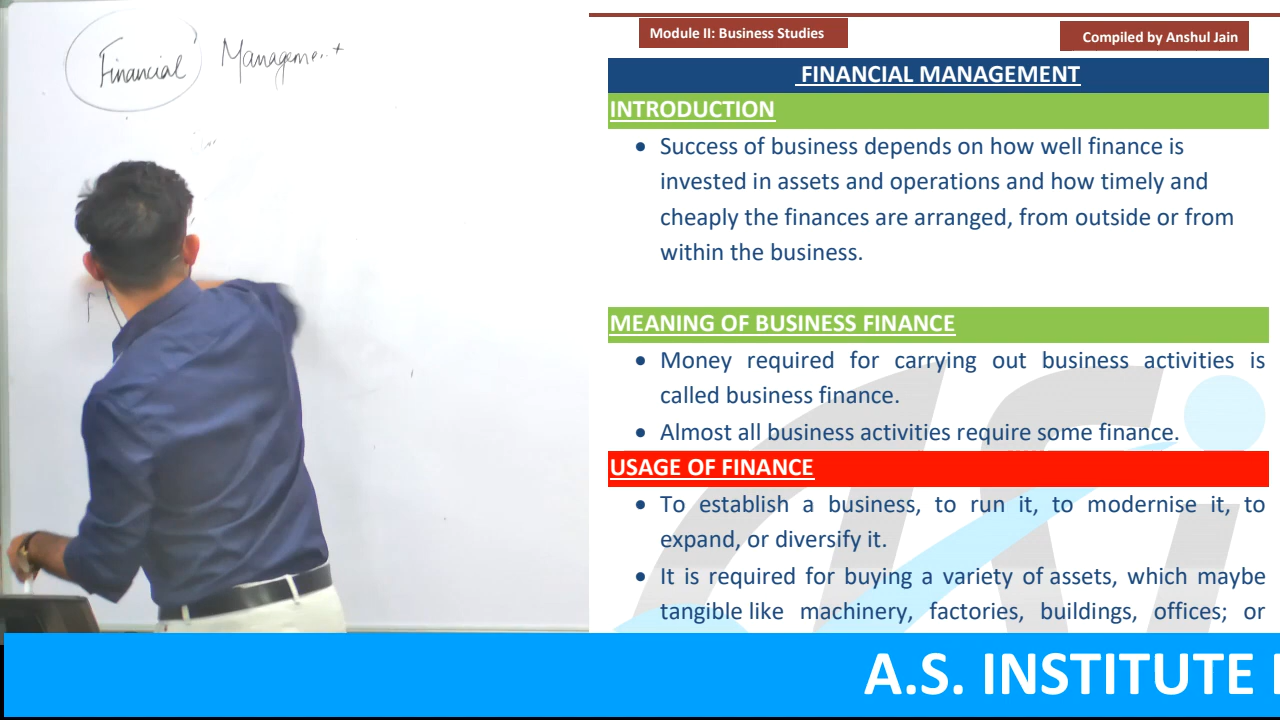 Financial Management
Module II: Business Studies
Compiled by Anshul Jain
FINANCIAL MANAGEMENT
INTRODUCTION
• Success of business depends on how well finance is
invested in assets and operations and how timely and
cheaply the finances are arranged, from outside or from
within the business.
MEANING OF BUSINESS FINANCE
• Money required for carrying out business activities is
called business finance.
• Almost all business activities require some finance.
USAGE OF FINANCE
• To establish a business, to run it, to modernise it, to
expand, or diversify it.
• It is required for buying a variety of assets, which maybe
tangible like machinery, factories, buildings, offices; or
A.S. INSTITUTE